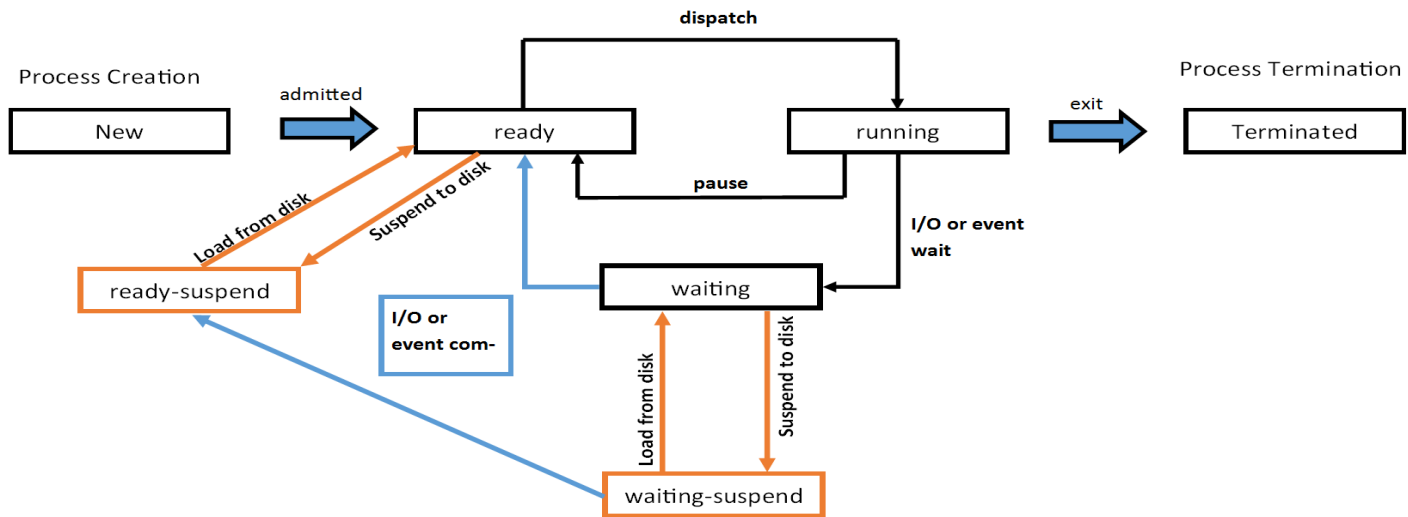 dispatch
Process Creation
Process Termination
admitted
exit
New
ready
running
Terminated
pause
Load from disk
Suspend to disk
I/O or event
wait
ready-suspend
waiting
I/O or
event com-
Load from disk
Suspend to disk
waiting-suspend